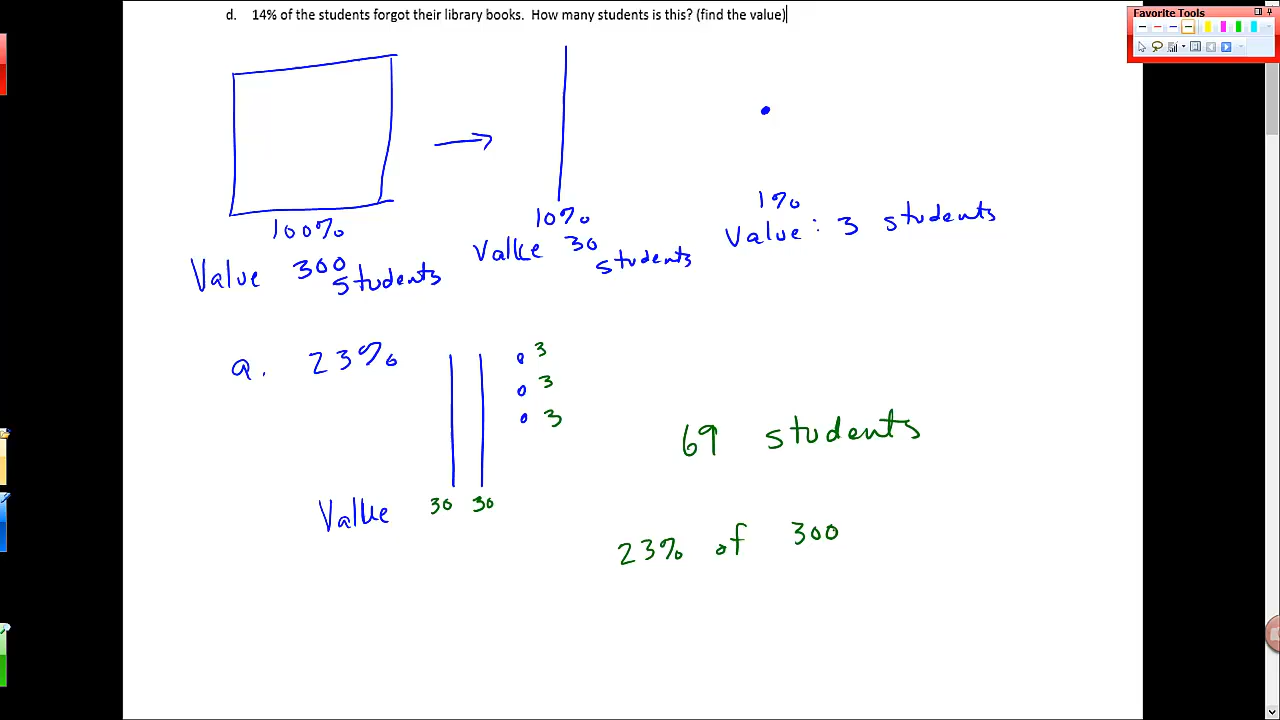 d. 14% of the students forgot their library books. How many students is this? (find the value)
Favorite Tools
100%
Value 300 students
10%
Value 30 students
1%
Value: 3 students
a. 23%
3
3
3
Value 30 30
69 students
23% of 300